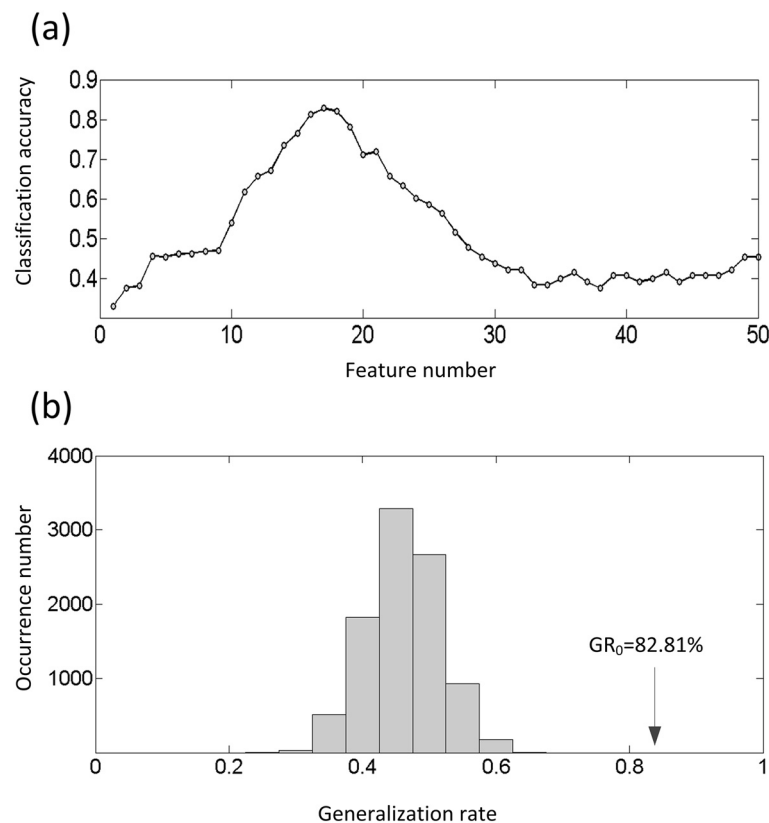 (a)
Classification accuracy
0.9
0.8
0.7
0.6
0.5
0.4
0 10 20 30 40 50
Feature number
(b)
Occurrence number
4000
3000
2000
1000
GR₀=82.81%
0 0.2 0.4 0.6 0.8 1
Generalization rate